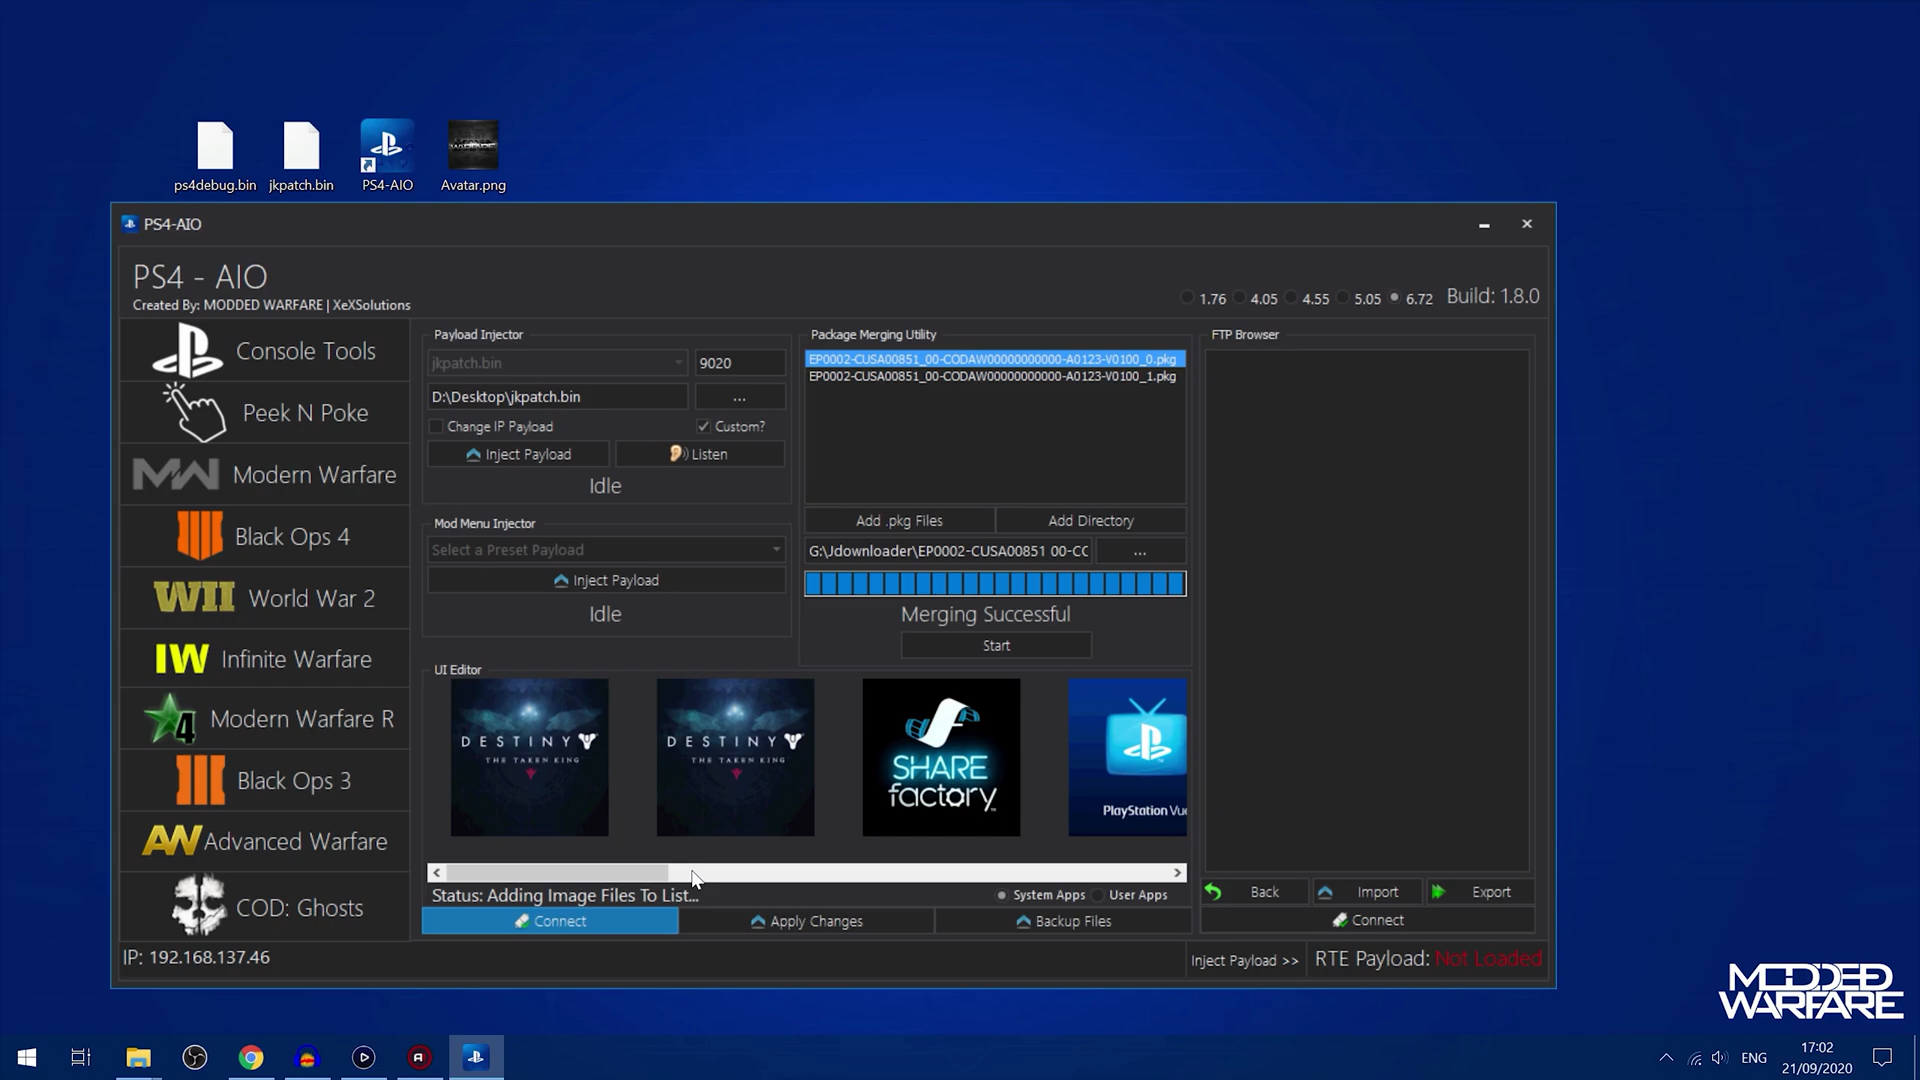 ps4debug.bin
jkpatch.bin
PS4-AIO
Avatar.png
PS4-AIO
PS4 - AIO
Created By: MODDED WARFARE | XeXSolutions
1.76
4.05
4.55
5.05
6.72
Build: 1.8.0
Console Tools
Peek N Poke
Modern Warfare
Black Ops 4
WII World War 2
IW Infinite Warfare
4 Modern Warfare R
Black Ops 3
AW Advanced Warfare
COD: Ghosts
Payload Injector
jkpatch.bin
9020
D:\Desktop\jkpatch.bin
...
Change IP Payload
Custom?
Inject Payload
Listen
Idle
Mod Menu Injector
Select a Preset Payload
Inject Payload
Idle
Package Merging Utility
EP0002-CUSA00851_00-CODAW00000000000-A0123-V0100_0.pkg
EP0002-CUSA00851_00-CODAW00000000000-A0123-V0100_1.pkg
Add .pkg Files
Add Directory
G:\Jdownloader\EP0002-CUSA00851 00-CC
...
Merging Successful
Start
UI Editor
DESTINY
THE TAKEN KING
DESTINY
THE TAKEN KING
SHARE
factory™
PlayStation Vue
Status: Adding Image Files To List...
System Apps
User Apps
Connect
Apply Changes
Backup Files
FTP Browser
Back
Import
Export
Connect
IP: 192.168.137.46
Inject Payload >>
RTE Payload: Not Loaded
MODDED
WARFARE
ENG
17:02
21/09/2020